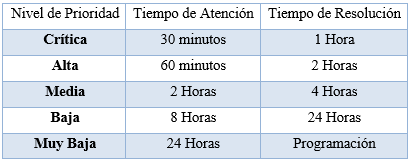 Nivel de Prioridad Tiempo de Atención Tiempo de Resolución
Crítica 30 minutos 1 Hora
Alta 60 minutos 2 Horas
Media 2 Horas 4 Horas
Baja 8 Horas 24 Horas
Muy Baja 24 Horas Programación